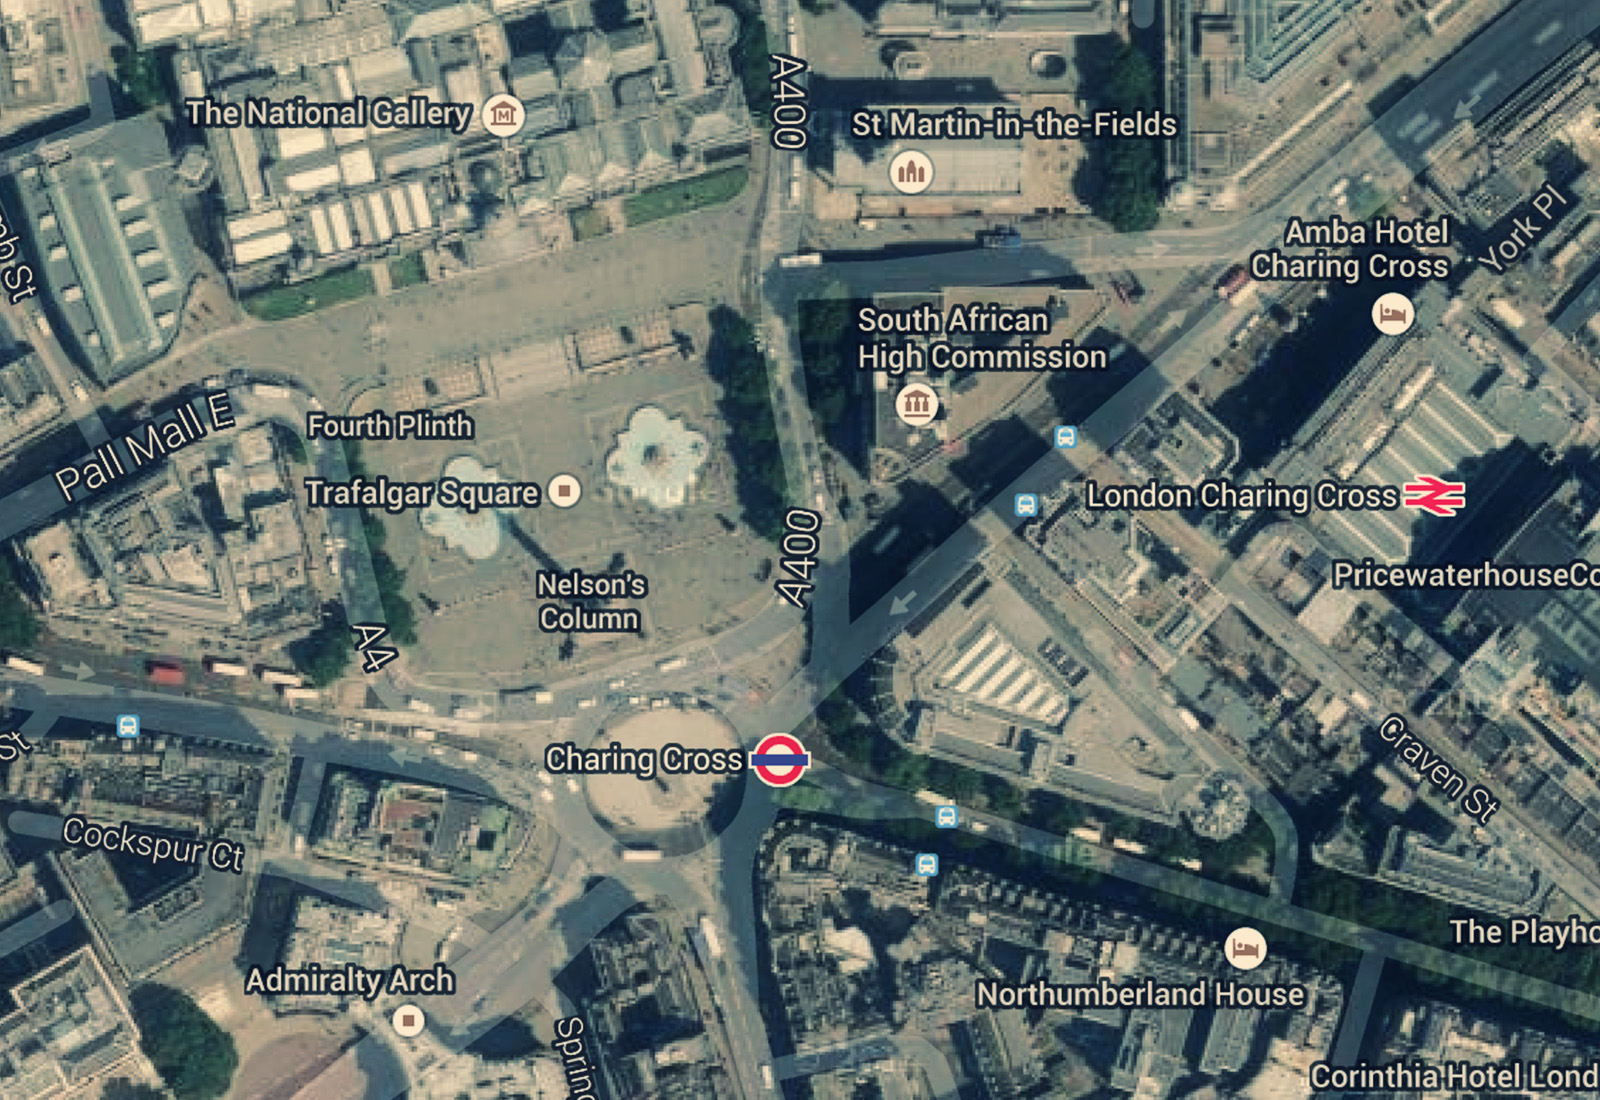 The National Gallery
A400
St Martin-in-the-Fields
Amba Hotel
Charing Cross
York Pl
South African
High Commission
Pall Mall E
Fourth Plinth
Trafalgar Square
London Charing Cross
A400
Nelson's
Column
PricewaterhouseCo
A4
St
Charing Cross
Craven St
Cockspur Ct
The Playho
Admiralty Arch
Northumberland House
Spring
Corinthia Hotel Lond